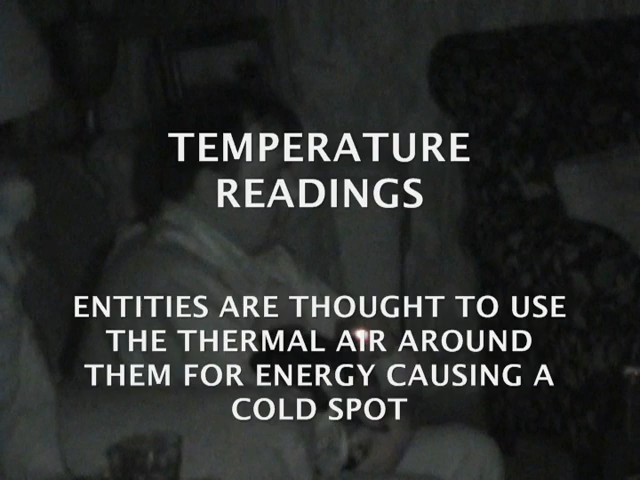 TEMPERATURE
READINGS
ENTITIES ARE THOUGHT TO USE
THE THERMAL AIR AROUND
THEM FOR ENERGY CAUSING A
COLD SPOT